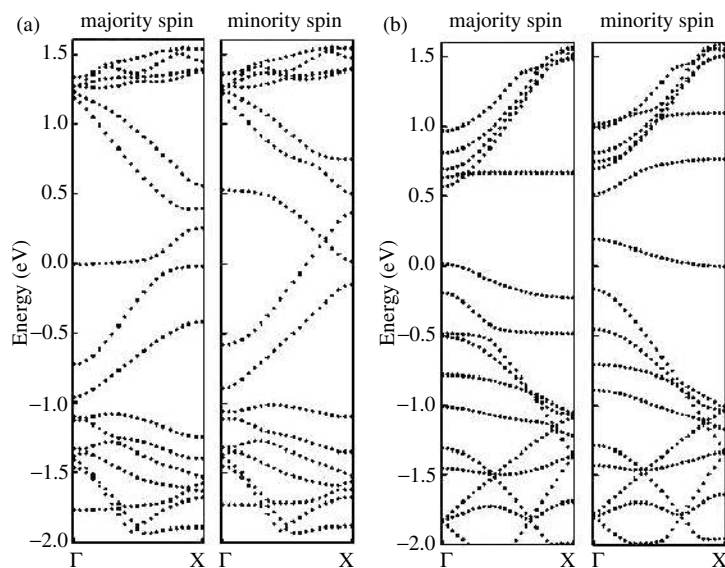 (a) majority spin minority spin (b) majority spin minority spin
1.5 1.5
1.0 1.0
0.5 0.5
0.0 0.0
−0.5 −0.5
−1.0 −1.0
−1.5 −1.5
−2.0 −2.0
Energy (eV) Energy (eV)
Γ X Γ X Γ X Γ X